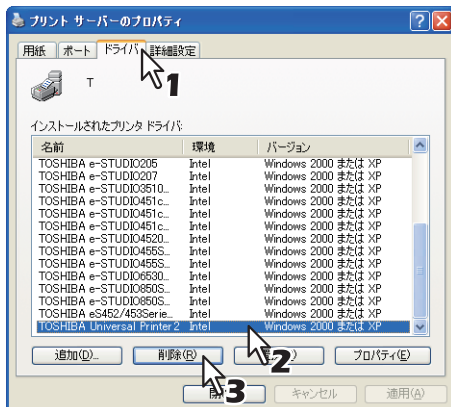 プリント サーバーのプロパティ
用紙 ポート ドライバ 詳細設定
1
T
インストールされたプリンタ ドライバ:
名前 環境 バージョン
TOSHIBA e-STUDIO205 Intel Windows 2000 または XP
TOSHIBA e-STUDIO207 Intel Windows 2000 または XP
TOSHIBA e-STUDIO3510... Intel Windows 2000 または XP
TOSHIBA e-STUDIO451c... Intel Windows 2000 または XP
TOSHIBA e-STUDIO451c... Intel Windows 2000 または XP
TOSHIBA e-STUDIO451c... Intel Windows 2000 または XP
TOSHIBA e-STUDIO4520... Intel Windows 2000 または XP
TOSHIBA e-STUDIO455S... Intel Windows 2000 または XP
TOSHIBA e-STUDIO455S... Intel Windows 2000 または XP
TOSHIBA e-STUDIO6530... Intel Windows 2000 または XP
TOSHIBA e-STUDIO850S... Intel Windows 2000 または XP
TOSHIBA e-STUDIO850S... Intel Windows 2000 または XP
TOSHIBA eS452/453Serie... Intel Windows 2000 または XP
TOSHIBA Universal Printer 2 Intel Windows 2000 または XP
2
追加(D)... 削除(R) プロパティ(E)
3
キャンセル 適用(A)